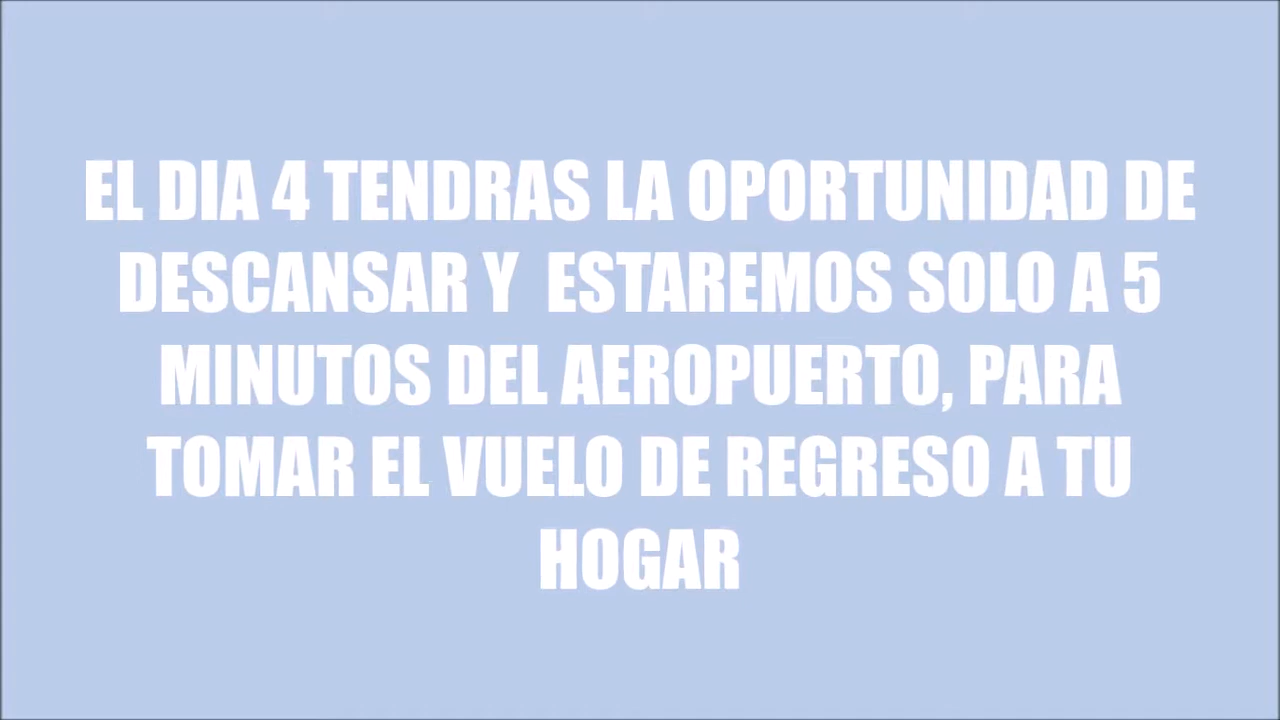 EL DIA 4 TENDRAS LA OPORTUNIDAD DE
DESCANSAR Y  ESTAREMOS SOLO A 5
MINUTOS DEL AEROPUERTO, PARA
TOMAR EL VUELO DE REGRESO A TU
HOGAR